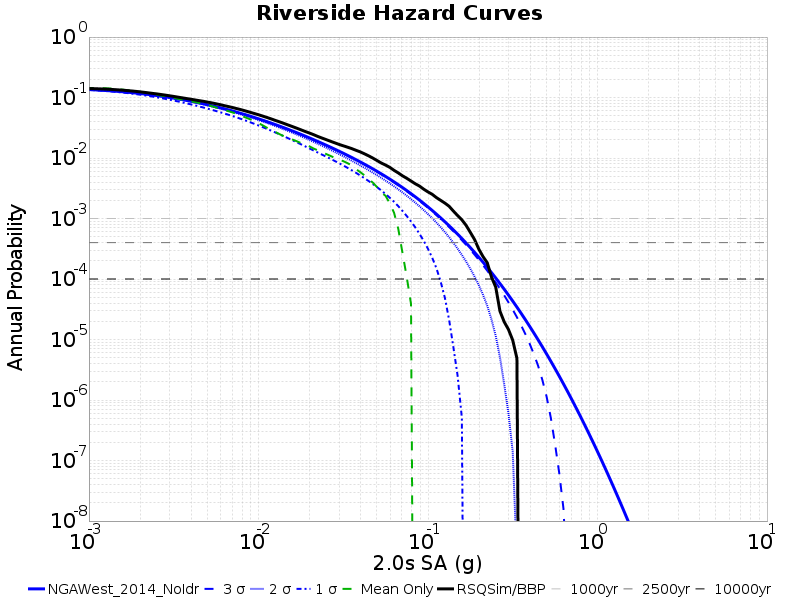 Riverside Hazard Curves
10^0
10^-1
10^-2
10^-3
10^-4
10^-5
10^-6
10^-7
10^-8
Annual Probability
10^-3 10^-2 10^-1 10^0 10^1
2.0s SA (g)
NGAWest_2014_NoIdr 3 σ 2 σ 1 σ Mean Only RSQSim/BBP 1000yr 2500yr 10000yr